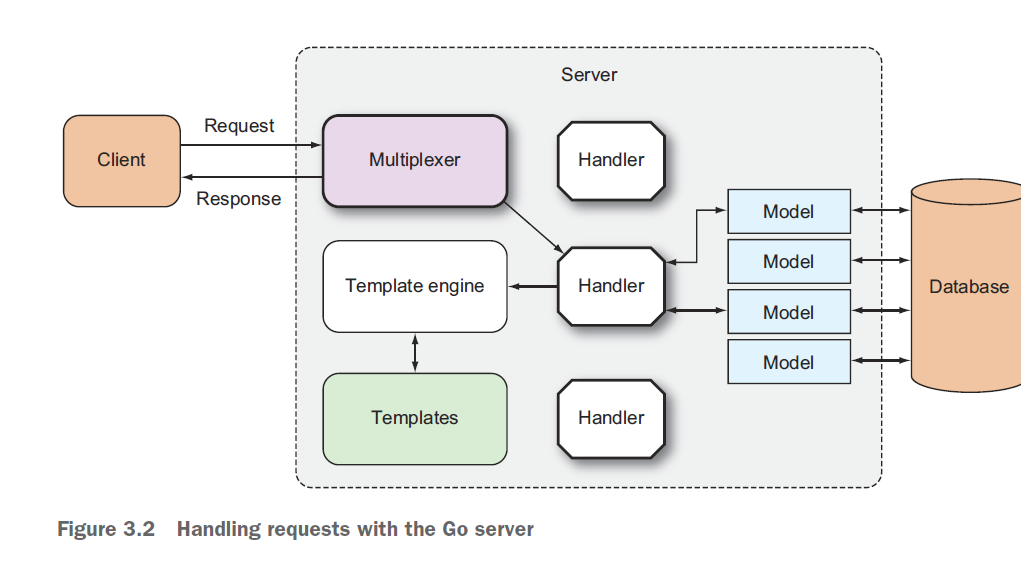 Server
Request
Client
Multiplexer
Handler
Response
Model
Model
Template engine
Handler
Database
Model
Model
Templates
Handler
Figure 3.2 Handling requests with the Go server